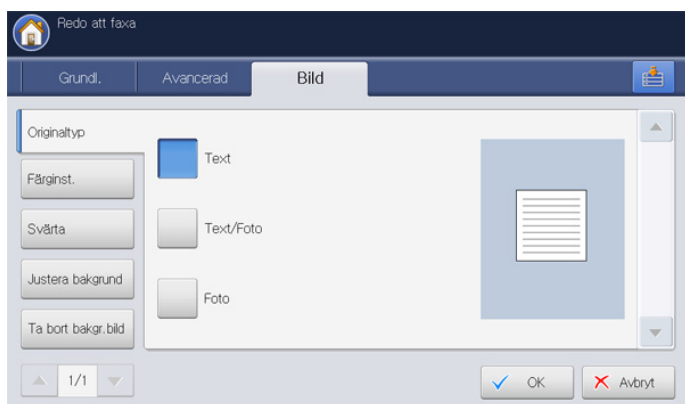 Redo att faxa
Grundl.
Avancerad
Bild
Originaltyp
Färginst.
Svärta
Justera bakgrund
Ta bort bakgr.bild
Text
Text/Foto
Foto
1/1
OK
Avbryt